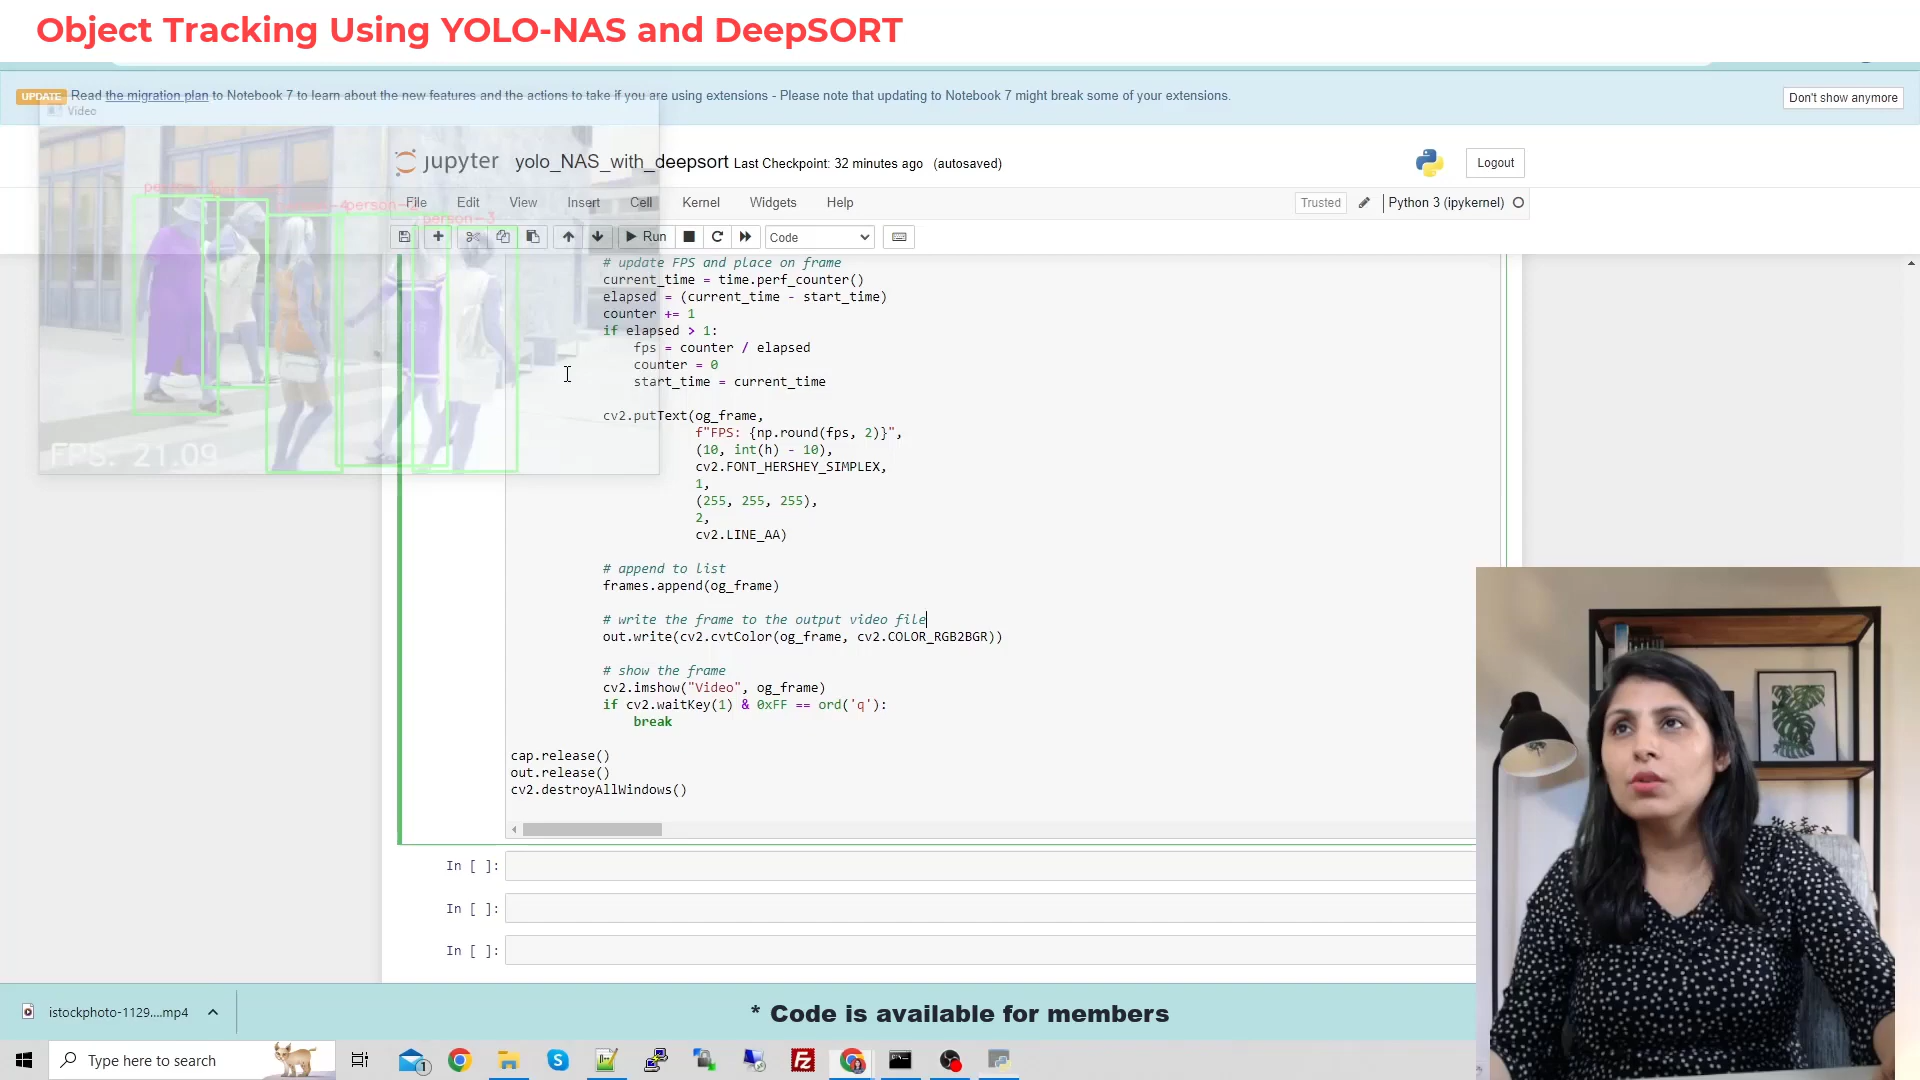 Object Tracking Using YOLO-NAS and DeepSORT
UPDATE Read the migration plan to Notebook 7 to learn about the new features and the actions to take if you are using extensions - Please note that updating to Notebook 7 might break some of your extensions.
Don't show anymore
Video
jupyter yolo_NAS_with_deepsort Last Checkpoint: 32 minutes ago (autosaved)
Logout
person-3
File Edit View Insert Cell Kernel Widgets Help
Trusted Python 3 (ipykernel)
Run Code
# update FPS and place on frame
current_time = time.perf_counter()
elapsed = (current_time - start_time)
counter += 1
if elapsed > 1:
fps = counter / elapsed
counter = 0
start_time = current_time
cv2.putText(og_frame,
f"FPS: {np.round(fps, 2)}",
(10, int(h) - 10),
cv2.FONT_HERSHEY_SIMPLEX,
1,
(255, 255, 255),
2,
cv2.LINE_AA)
FPS: 21.09
# append to list
frames.append(og_frame)
# write the frame to the output video file
out.write(cv2.cvtColor(og_frame, cv2.COLOR_RGB2BGR))
# show the frame
cv2.imshow("Video", og_frame)
if cv2.waitKey(1) & 0xFF == ord('q'):
break
cap.release()
out.release()
cv2.destroyAllWindows()
In [ ]:
In [ ]:
In [ ]:
istockphoto-1129....mp4
* Code is available for members
Type here to search
1